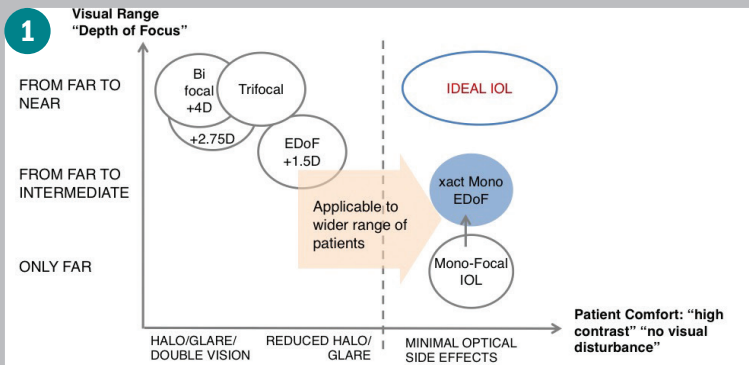 1
Visual Range
“Depth of Focus”
FROM FAR TO
NEAR
Bi
focal
+4D
Trifocal
+2.75D
IDEAL IOL
EDoF
+1.5D
FROM FAR TO
INTERMEDIATE
xact Mono
EDoF
Applicable to
wider range of
patients
ONLY FAR
Mono-Focal
IOL
Patient Comfort: “high
contrast” “no visual
disturbance”
HALO/GLARE/
DOUBLE VISION
REDUCED HALO/
GLARE
MINIMAL OPTICAL
SIDE EFFECTS